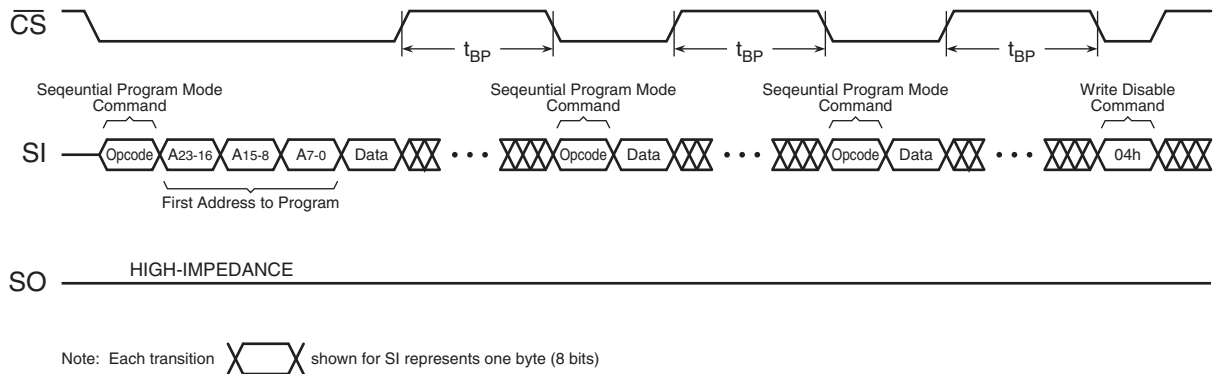 CS
tBP tBP tBP
Seqeuntial Program Mode Command
Seqeuntial Program Mode Command
Seqeuntial Program Mode Command
Write Disable Command
SI
Opcode A23-16 A15-8 A7-0 Data • • • Opcode Data • • • Opcode Data • • • 04h
First Address to Program
HIGH-IMPEDANCE
SO
Note: Each transition shown for SI represents one byte (8 bits)